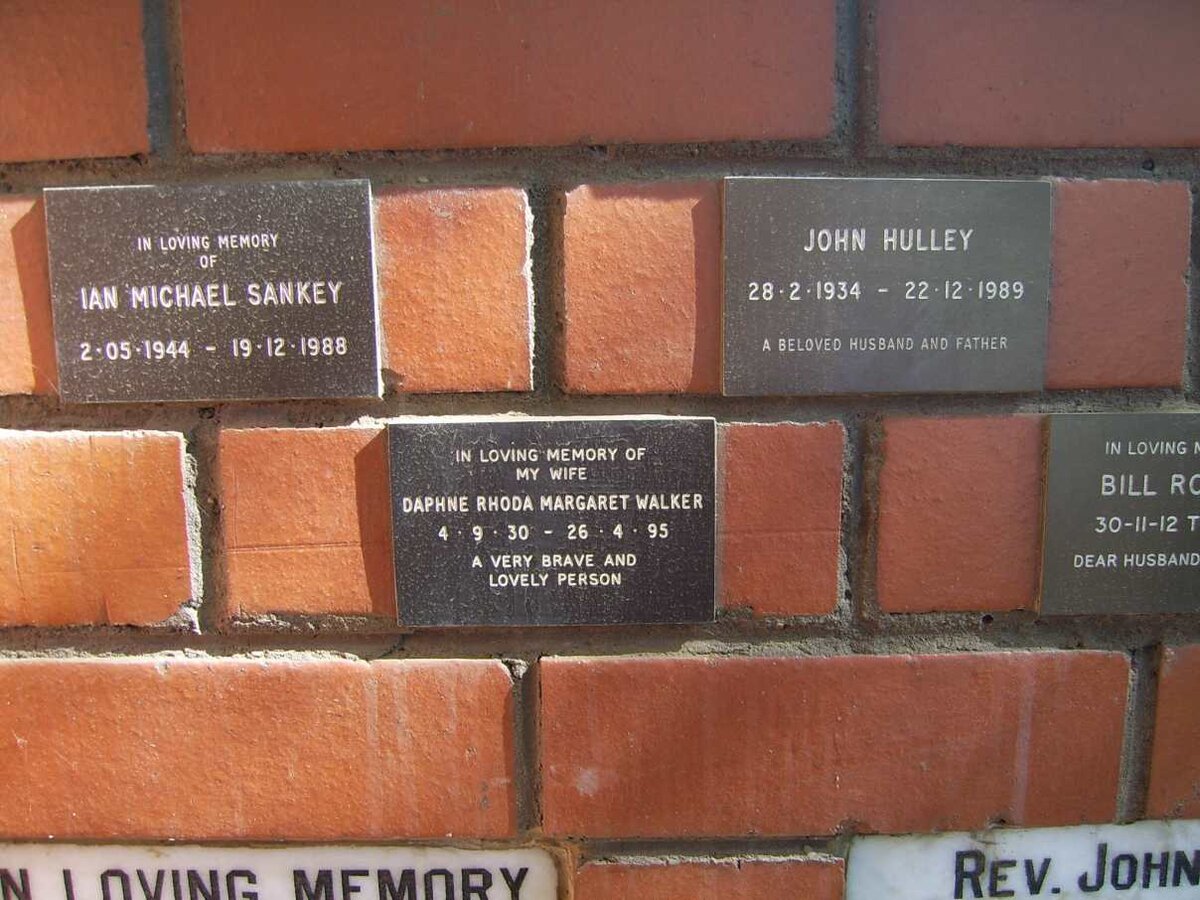 IN LOVING MEMORY
OF
IAN MICHAEL SANKEY
2·05·1944 - 19·12·1988
JOHN HULLEY
28·2·1934 - 22·12·1989
A BELOVED HUSBAND AND FATHER
IN LOVING MEMORY OF
MY WIFE
DAPHNE RHODA MARGARET WALKER
4·9·30 - 26·4·95
A VERY BRAVE AND
LOVELY PERSON
IN LOVING
BILL
30-11-12
DEAR HUSBAND
LOVING MEMORY
REV. JOHN